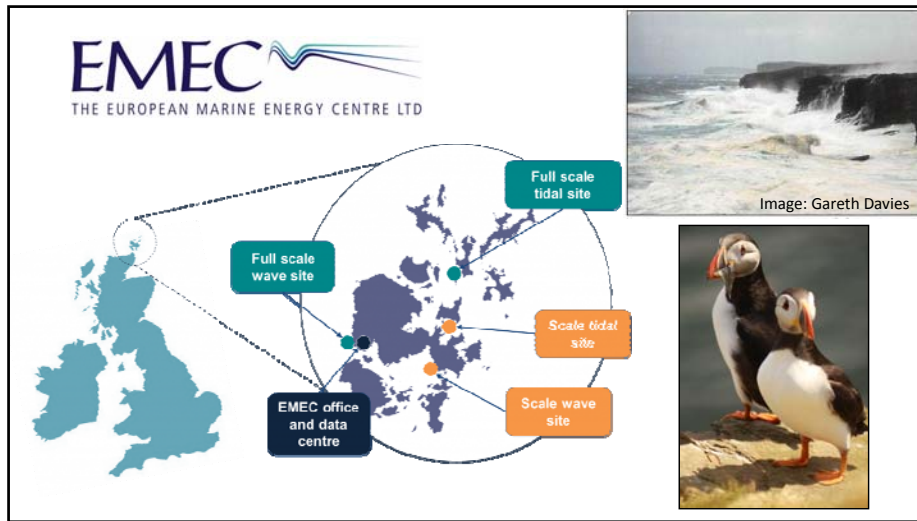 EMEC
THE EUROPEAN MARINE ENERGY CENTRE LTD
Full scale
tidal site
Image: Gareth Davies
Full scale
wave site
Scale tidal
site
EMEC office
and data
centre
Scale wave
site